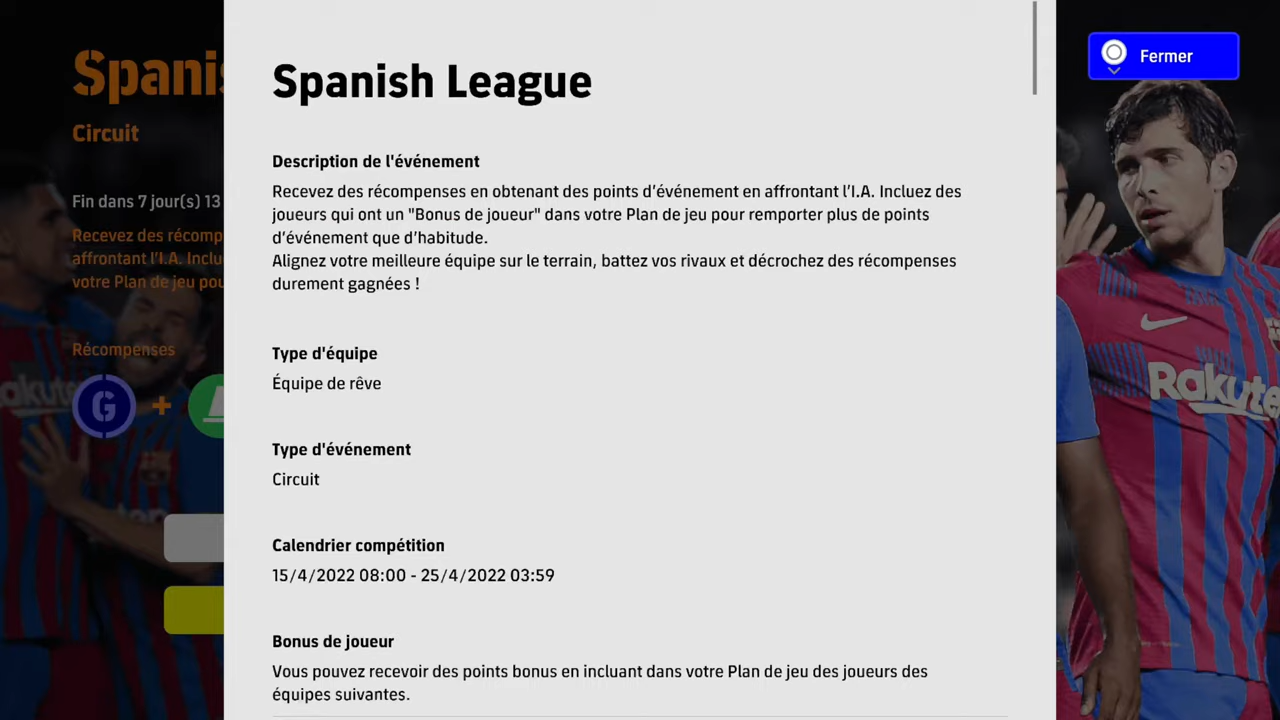 Spanish League
Fermer
Spanis
Circuit
Fin dans 7 jour(s) 13
Recevez des récomp
affrontant l'I.A. Inclu
votre Plan de jeu pou
Récompenses
G
+
Description de l'événement
Recevez des récompenses en obtenant des points d'événement en affrontant l'I.A. Incluez des
joueurs qui ont un "Bonus de joueur" dans votre Plan de jeu pour remporter plus de points
d'événement que d'habitude.
Alignez votre meilleure équipe sur le terrain, battez vos rivaux et décrochez des récompenses
durement gagnées !
Type d'équipe
Équipe de rêve
Type d'événement
Circuit
Calendrier compétition
15/4/2022 08:00 - 25/4/2022 03:59
Bonus de joueur
Vous pouvez recevoir des points bonus en incluant dans votre Plan de jeu des joueurs des
équipes suivantes.
Rakute
Rakute